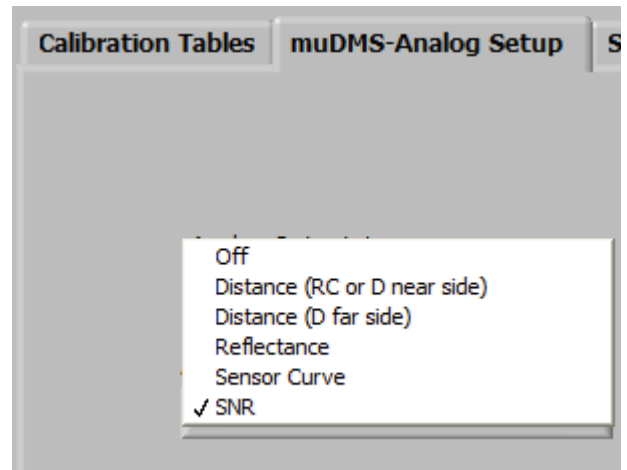 Calibration Tables
muDMS-Analog Setup
S
Off
Distance (RC or D near side)
Distance (D far side)
Reflectance
Sensor Curve
✓ SNR